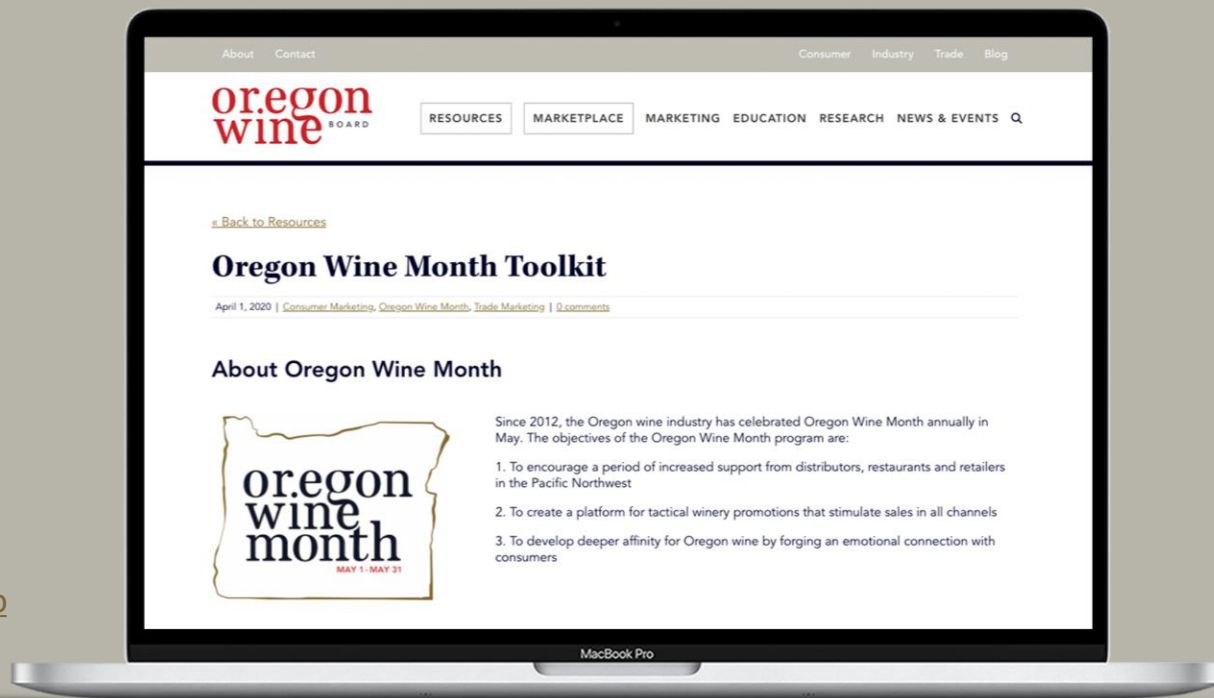 About Contact Consumer Industry Trade Blog
or.egon
wine BOARD
RESOURCES MARKETPLACE MARKETING EDUCATION RESEARCH NEWS & EVENTS
« Back to Resources
Oregon Wine Month Toolkit
April 1, 2020 | Consumer Marketing, Oregon Wine Month, Trade Marketing | 0 comments
About Oregon Wine Month
or.egon
wine
month
MAY 1 - MAY 31
Since 2012, the Oregon wine industry has celebrated Oregon Wine Month annually in
May. The objectives of the Oregon Wine Month program are:
1. To encourage a period of increased support from distributors, restaurants and retailers
in the Pacific Northwest
2. To create a platform for tactical winery promotions that stimulate sales in all channels
3. To develop deeper affinity for Oregon wine by forging an emotional connection with
consumers
MacBook Pro